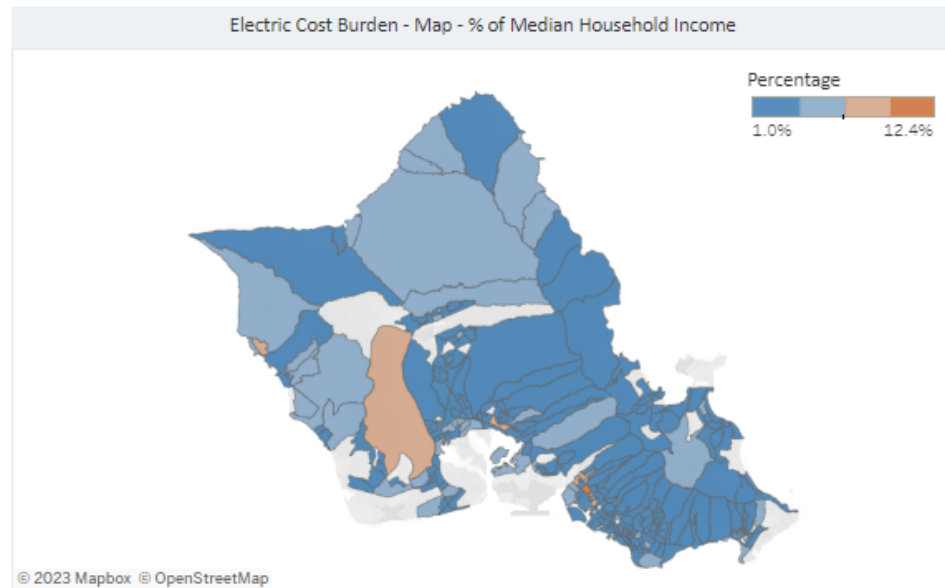 Electric Cost Burden - Map - % of Median Household Income
Percentage
1.0% 12.4%
© 2023 Mapbox © OpenStreetMap